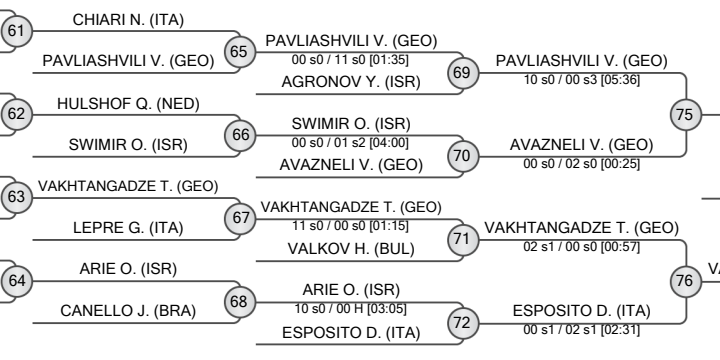 CHIARI N. (ITA)
61
PAVLIASHVILI V. (GEO)
65
PAVLIASHVILI V. (GEO)
00 s0 / 11 s0 [01:35]
AGRONOV Y. (ISR)
69
PAVLIASHVILI V. (GEO)
10 s0 / 00 s3 [05:36]
62
HULSHOF Q. (NED)
SWIMIR O. (ISR)
66
SWIMIR O. (ISR)
00 s0 / 01 s2 [04:00]
AVAZNELI V. (GEO)
70
AVAZNELI V. (GEO)
00 s0 / 02 s0 [00:25]
75
63
VAKHTANGADZE T. (GEO)
LEPRE G. (ITA)
67
VAKHTANGADZE T. (GEO)
11 s0 / 00 s0 [01:15]
VALKOV H. (BUL)
71
VAKHTANGADZE T. (GEO)
02 s1 / 00 s0 [00:57]
64
ARIE O. (ISR)
CANELLO J. (BRA)
68
ARIE O. (ISR)
10 s0 / 00 H [03:05]
ESPOSITO D. (ITA)
72
ESPOSITO D. (ITA)
00 s1 / 02 s1 [02:31]
76